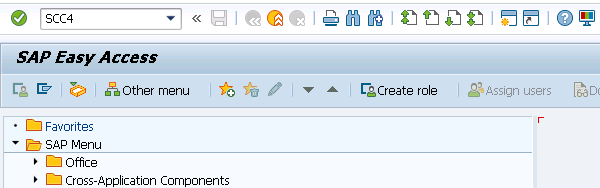 SCC4
SAP Easy Access
Other menu Create role Assign users
Favorites
SAP Menu
Office
Cross-Application Components